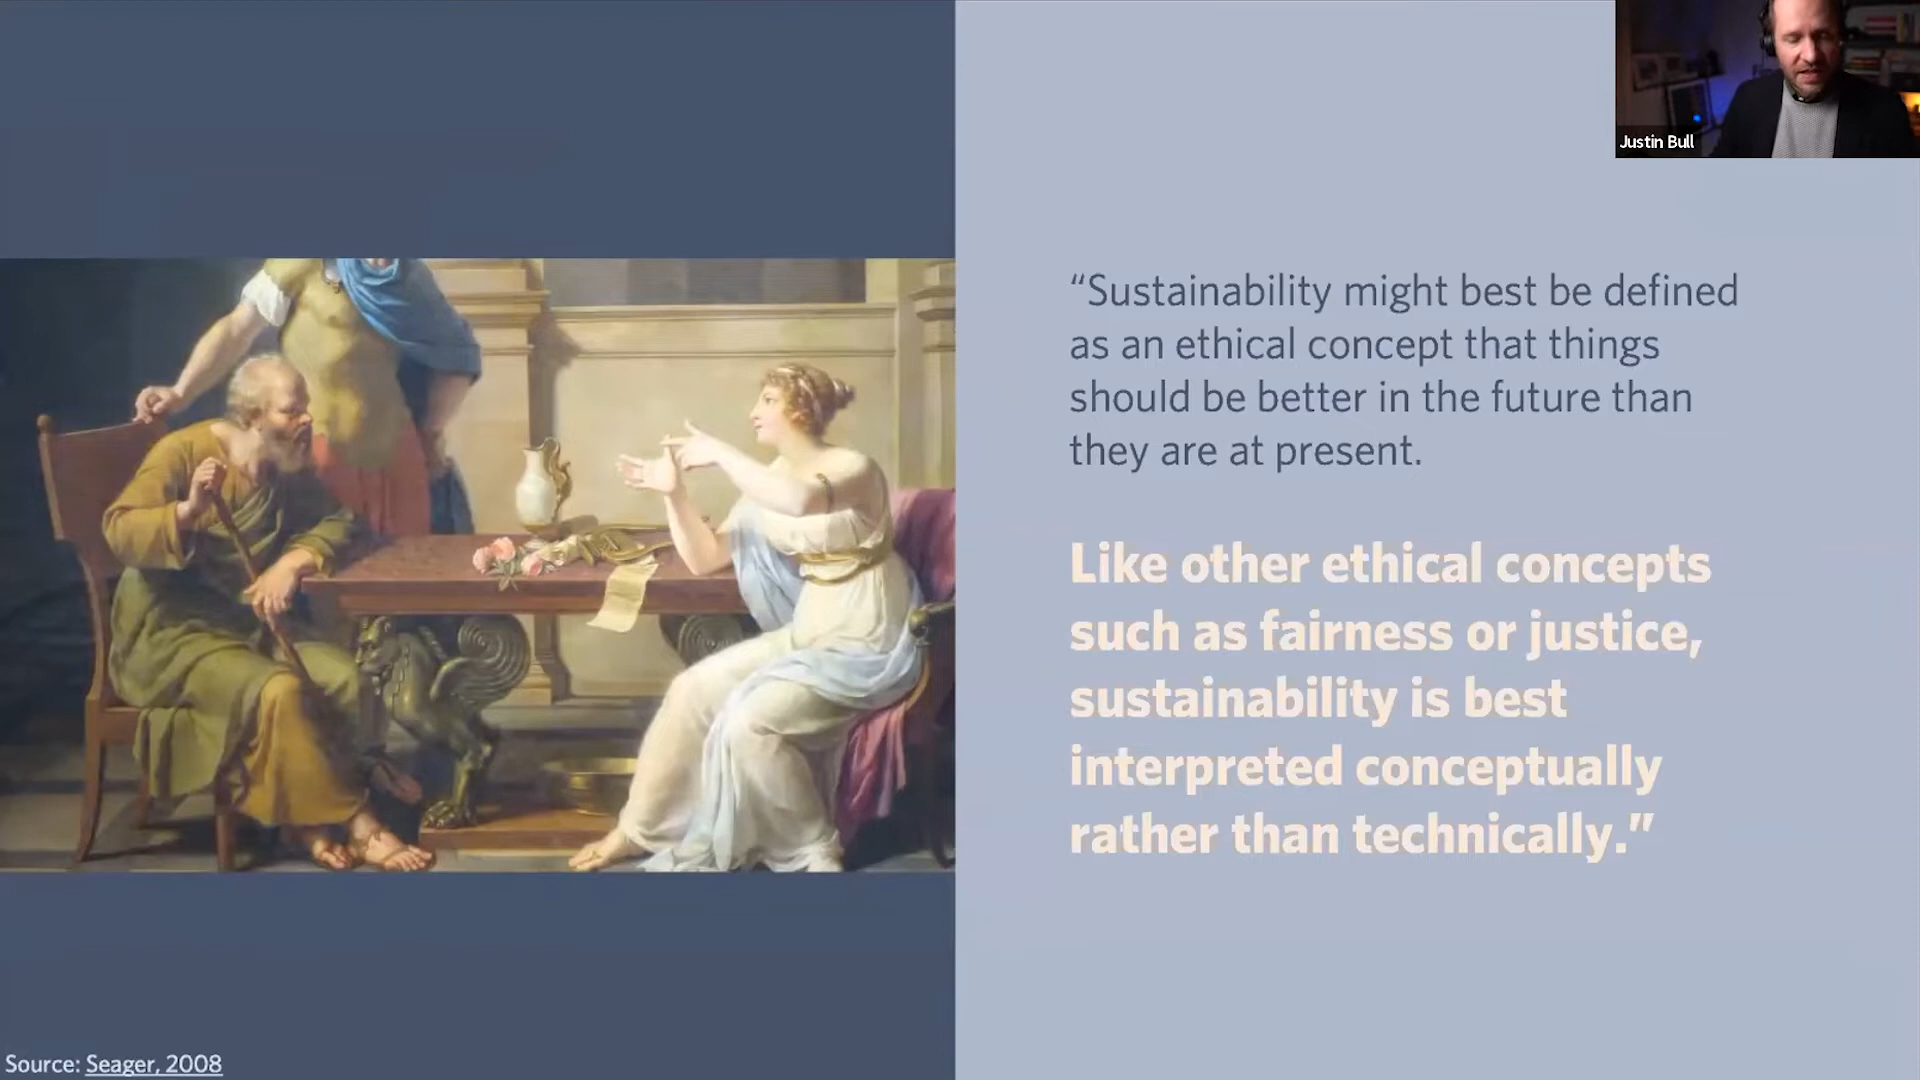 Justin Bull
“Sustainability might best be defined
as an ethical concept that things
should be better in the future than
they are at present.
Like other ethical concepts
such as fairness or justice,
sustainability is best
interpreted conceptually
rather than technically.”
Source: Seager, 2008